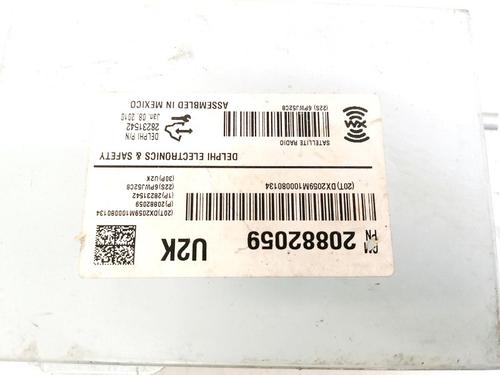 GM PN 20882059 U2K
(20T) DX2059M100080134
(20T)DX2059M100080134
(P)20882059
(1P)28231542
(22S)6PWJ52C8
(30P)U2K
DELPHI ELECTRONICS & SAFETY
SATELLITE RADIO
DELPHI P/N
28231542
Jan. 08, 2010
(22S) 6PWJ52C8
ASSEMBLED IN MEXICO